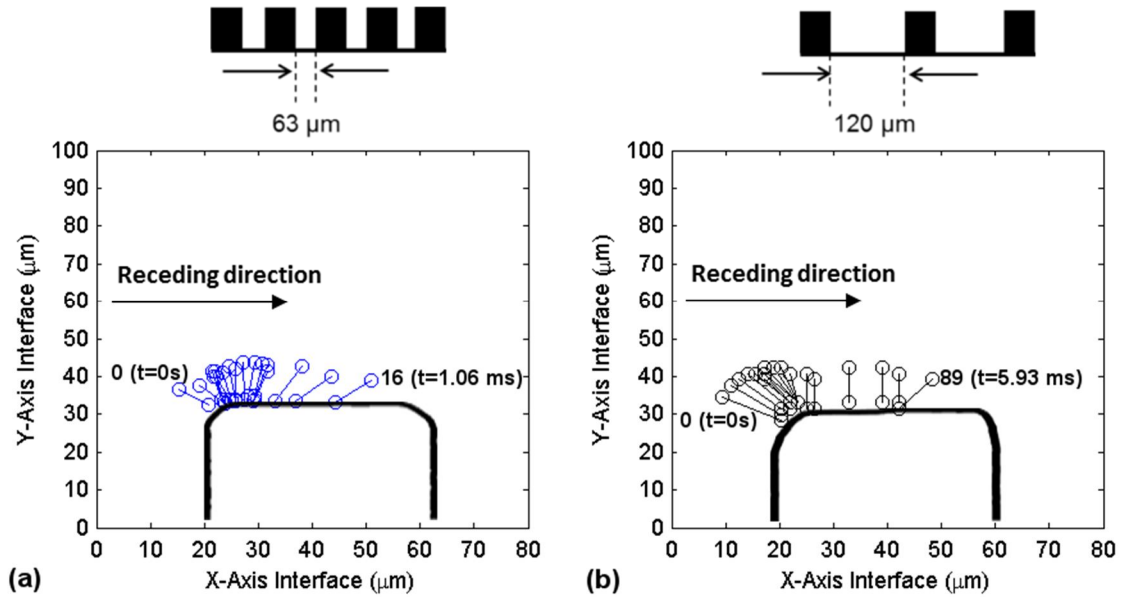 63 μm
100
90
80
70
60
50
40
30
20
10
0
Y-Axis Interface (μm)
Receding direction
0 (t=0s)
16 (t=1.06 ms)
0 10 20 30 40 50 60 70 80
X-Axis Interface (μm)
(a)
120 μm
100
90
80
70
60
50
40
30
20
10
0
Y-Axis Interface (μm)
Receding direction
0 (t=0s)
89 (t=5.93 ms)
0 10 20 30 40 50 60 70 80
X-Axis Interface (μm)
(b)